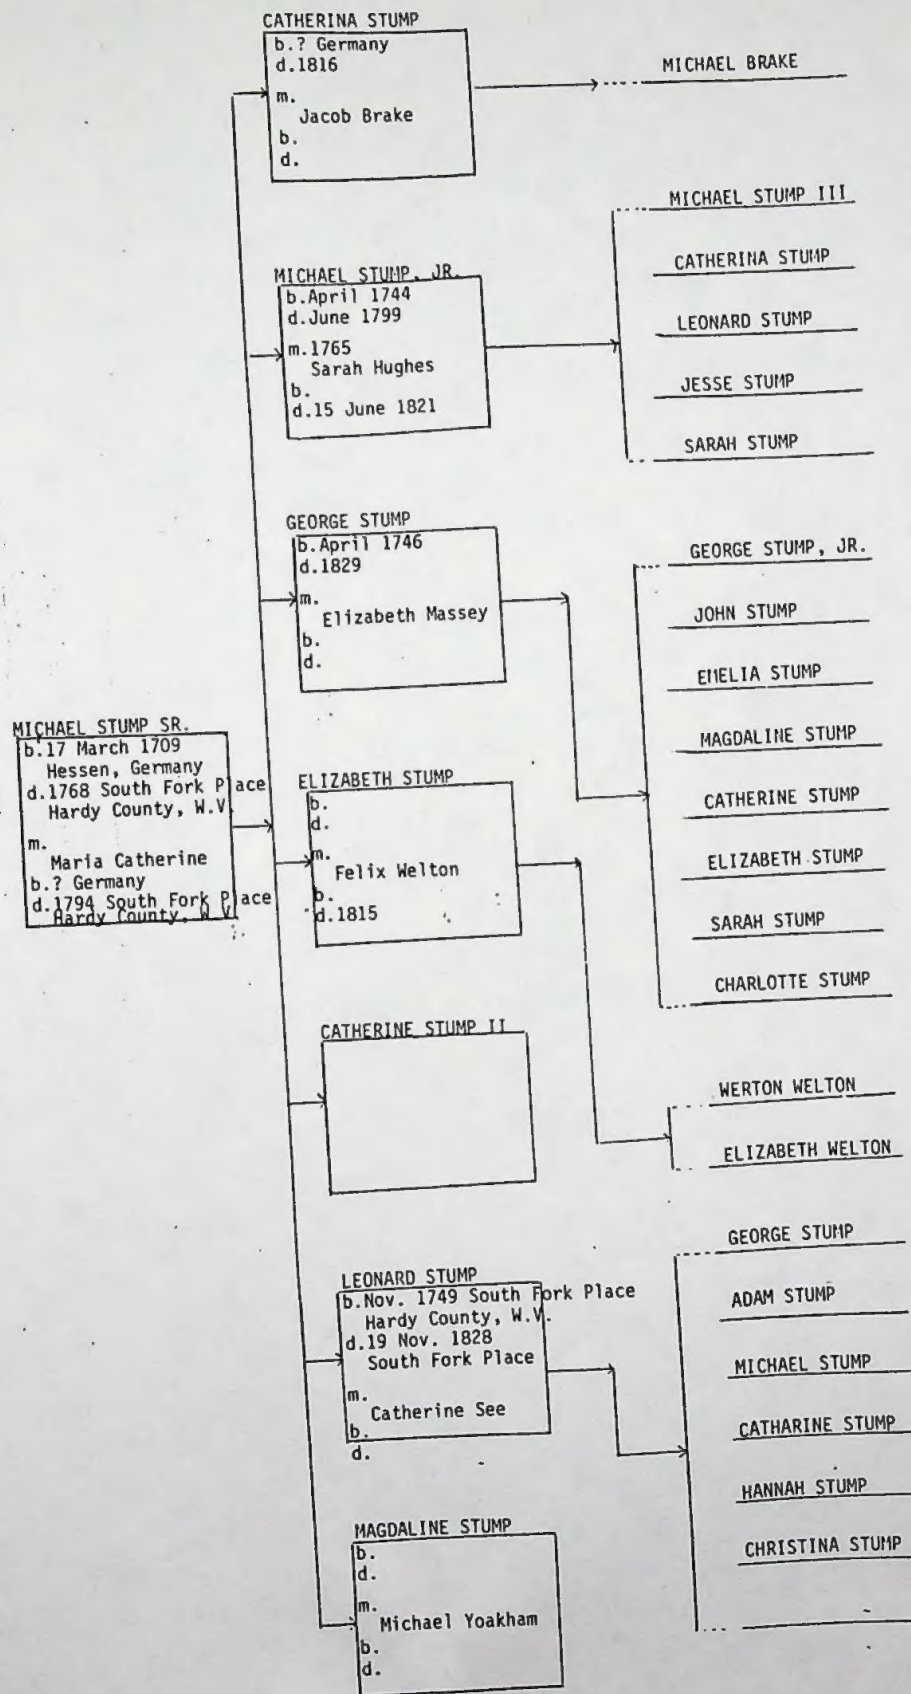 CATHERINA STUMP
b.? Germany
d.1816
m.
Jacob Brake
b.
d.
MICHAEL BRAKE
MICHAEL STUMP, JR.
b.April 1744
d.June 1799
m.1765
Sarah Hughes
b.
d.15 June 1821
MICHAEL STUMP III
CATHERINA STUMP
LEONARD STUMP
JESSE STUMP
SARAH STUMP
GEORGE STUMP
b.April 1746
d.1829
m.
Elizabeth Massey
b.
d.
GEORGE STUMP, JR.
JOHN STUMP
EMELIA STUMP
MAGDALINE STUMP
CATHERINE STUMP
ELIZABETH STUMP
SARAH STUMP
CHARLOTTE STUMP
MICHAEL STUMP SR.
b.17 March 1709
Hessen, Germany
d.1768 South Fork Place
Hardy County, W.V.
m.
Maria Catherine
b.? Germany
d.1794 South Fork Place
Hardy County, W.V.
ELIZABETH STUMP
b.
d.
m.
Felix Welton
b.
d.1815
WERTON WELTON
ELIZABETH WELTON
CATHERINE STUMP II
LEONARD STUMP
b.Nov. 1749 South Fork Place
Hardy County, W.V.
d.19 Nov. 1828
South Fork Place
m.
Catherine See
b.
d.
GEORGE STUMP
ADAM STUMP
MICHAEL STUMP
CATHARINE STUMP
HANNAH STUMP
CHRISTINA STUMP
MAGDALINE STUMP
b.
d.
m.
Michael Yoakham
b.
d.